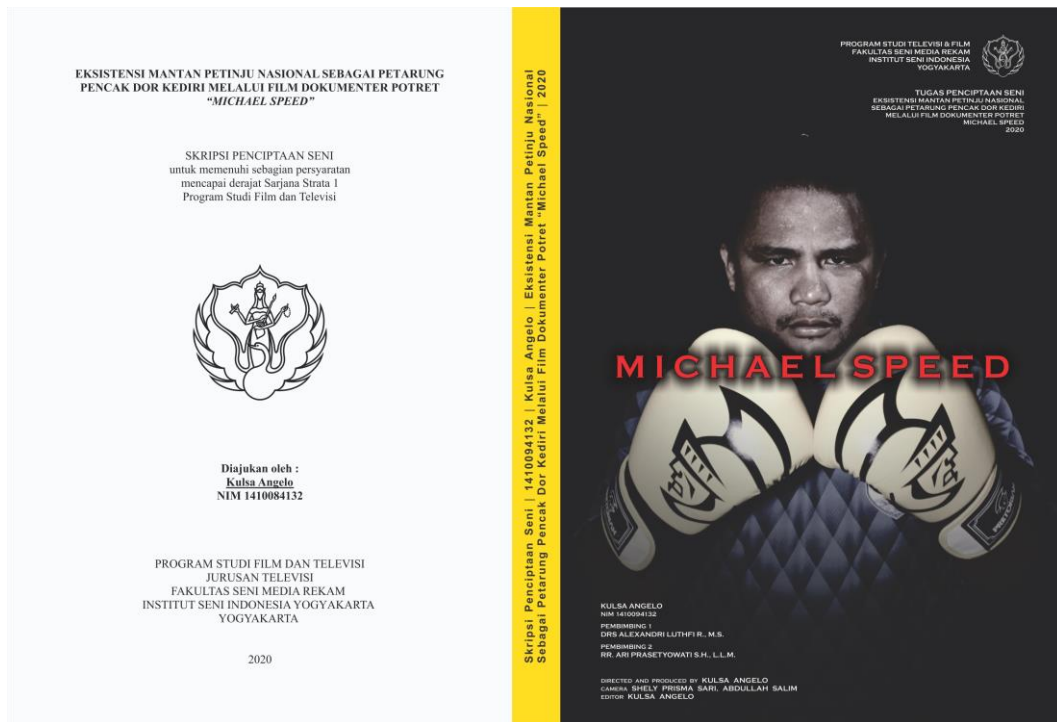 EKSISTENSI MANTAN PETINJU NASIONAL SEBAGAI PETARUNG
PENCAK DOR KEDIRI MELALUI FILM DOKUMENTER POTRET
“MICHAEL SPEED”
SKRIPSI PENCIPTAAN SENI
untuk memenuhi sebagian persyaratan
mencapai derajat Sarjana Strata 1
Program Studi Film dan Televisi
Diajukan oleh :
Kulsa Angelo
NIM 1410084132
PROGRAM STUDI FILM DAN TELEVISI
JURUSAN TELEVISI
FAKULTAS SENI MEDIA REKAM
INSTITUT SENI INDONESIA YOGYAKARTA
YOGYAKARTA
2020
Skripsi Penciptaan Seni | 1410094132 | Kulsa Angelo | Eksistensi Mantan Petinju Nasional
Sebagai Petarung Pencak Dor Kediri Melalui Film Dokumenter Potret “Michael Speed” | 2020
PROGRAM STUDI TELEVISI & FILM
FAKULTAS SENI MEDIA REKAM
INSTITUT SENI INDONESIA
YOGYAKARTA
TUGAS PENCIPTAAN SENI
EKSISTENSI MANTAN PETINJU NASIONAL
SEBAGAI PETARUNG PENCAK DOR KEDIRI
MELALUI FILM DOKUMENTER POTRET
MICHAEL SPEED
2020
MICHAEL SPEED
KULSA ANGELO
NIM 1410094132
PEMBIMBING 1
DRS ALEXANDRI LUTHFI R., M.S.
PEMBIMBING 2
RR. ARI PRASETYOWATI S.H., L.L.M.
DIRECTED AND PRODUCED BY KULSA ANGELO
CAMERA SHELY PRISMA SARI, ABDULLAH SALIM
EDITOR KULSA ANGELO